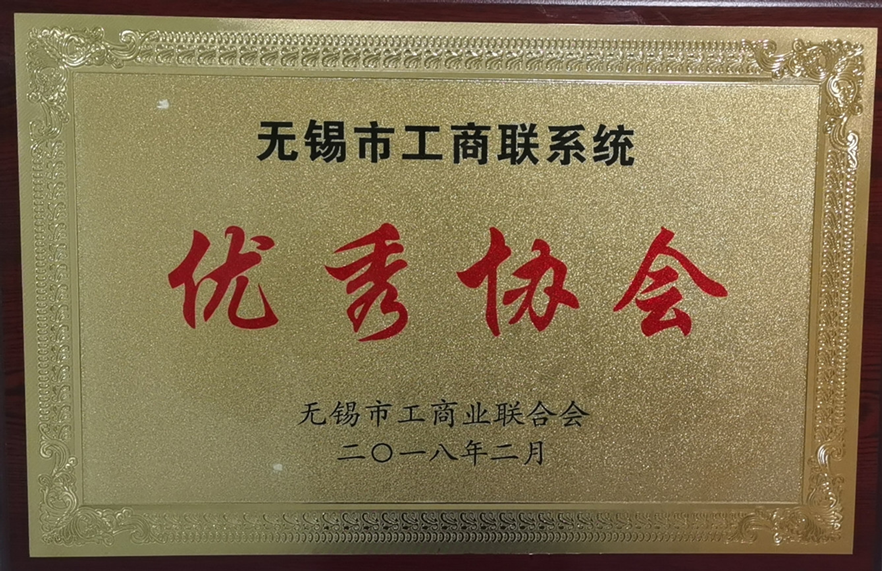 无锡市工商联系统
优秀协会
无锡市工商业联合会
二〇一八年二月